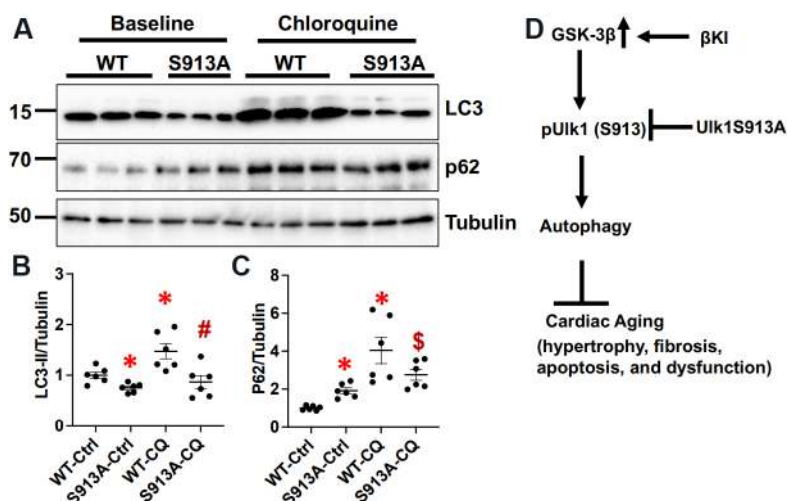 A
Baseline Chloroquine
WT S913A WT S913A
15 LC3
70 p62
50 Tubulin
B
LC3-II/Tubulin
3
2
1
0
* * #
WT-Ctrl
S913A-Ctrl
WT-CQ
S913A-CQ
C
P62/Tubulin
8
6
4
2
0
* * $
WT-Ctrl
S913A-Ctrl
WT-CQ
S913A-CQ
D
GSK-3β βKI
pUlk1 (S913) Ulk1S913A
Autophagy
Cardiac Aging
(hypertrophy, fibrosis,
apoptosis, and dysfunction)